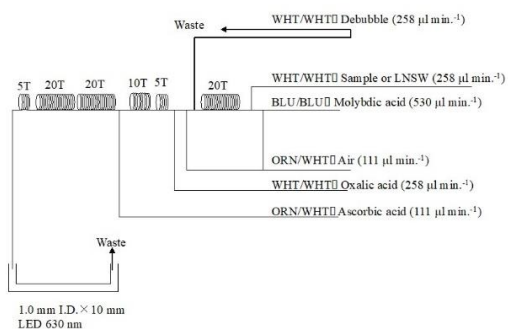 Waste
WHT/WHT Debubble (258 μl min.-1)
5T 20T 20T 10T 5T 20T
WHT/WHT Sample or LNSW (258 μl min.-1)
BLU/BLU Molybdic acid (530 μl min.-1)
ORN/WHT Air (111 μl min.-1)
WHT/WHT Oxalic acid (258 μl min.-1)
ORN/WHT Ascorbic acid (111 μl min.-1)
Waste
1.0 mm I.D.×10 mm
LED 630 nm